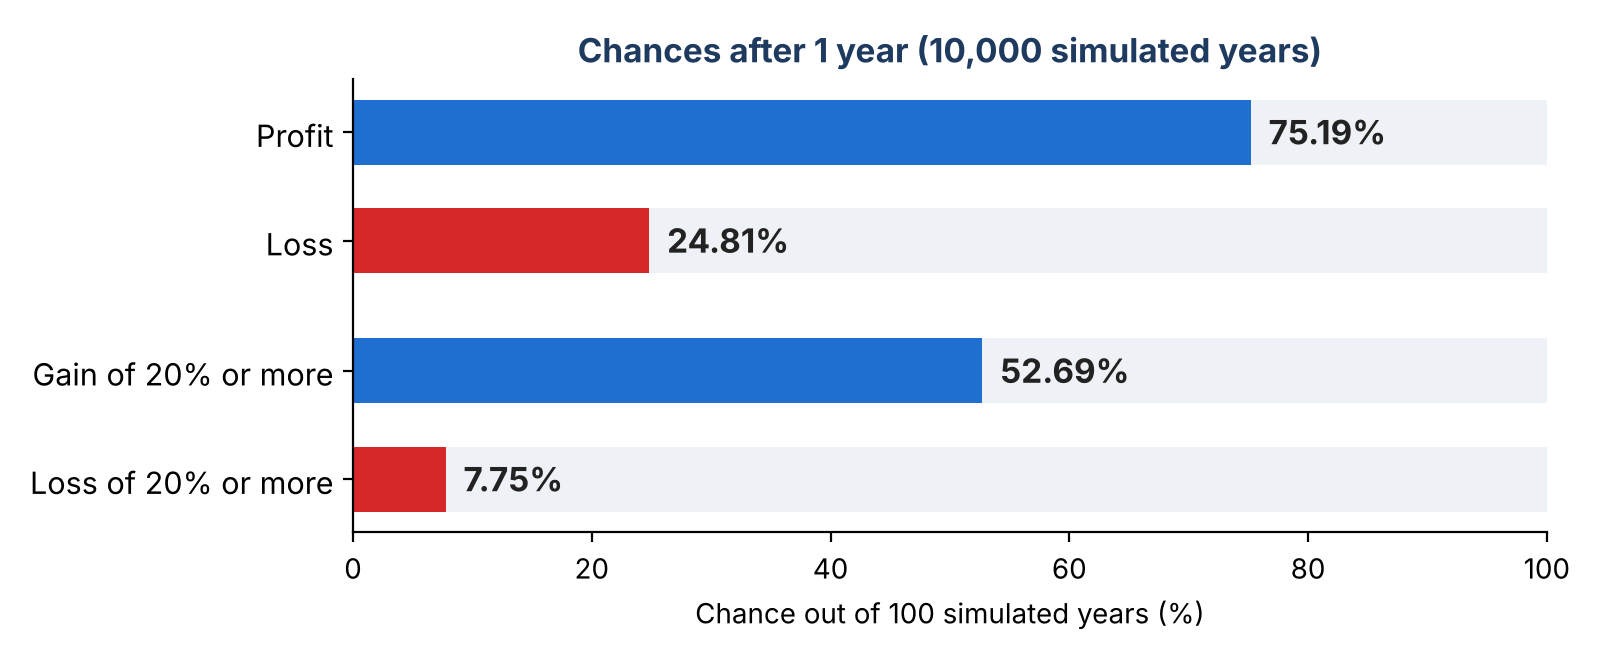 Chances after 1 year (10,000 simulated years)
Profit 75.19%
Loss 24.81%
Gain of 20% or more 52.69%
Loss of 20% or more 7.75%
0 20 40 60 80 100
Chance out of 100 simulated years (%)